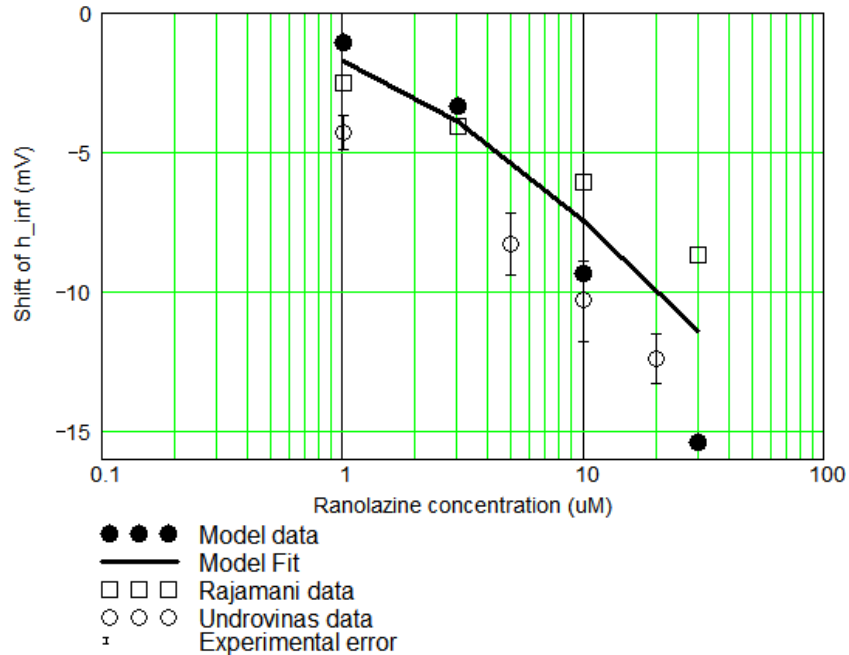 0
−5
−10
−15
Shift of h_inf (mV)
0.1 1 10 100
Ranolazine concentration (uM)
Model data
Model Fit
Rajamani data
Undrovinas data
Experimental error